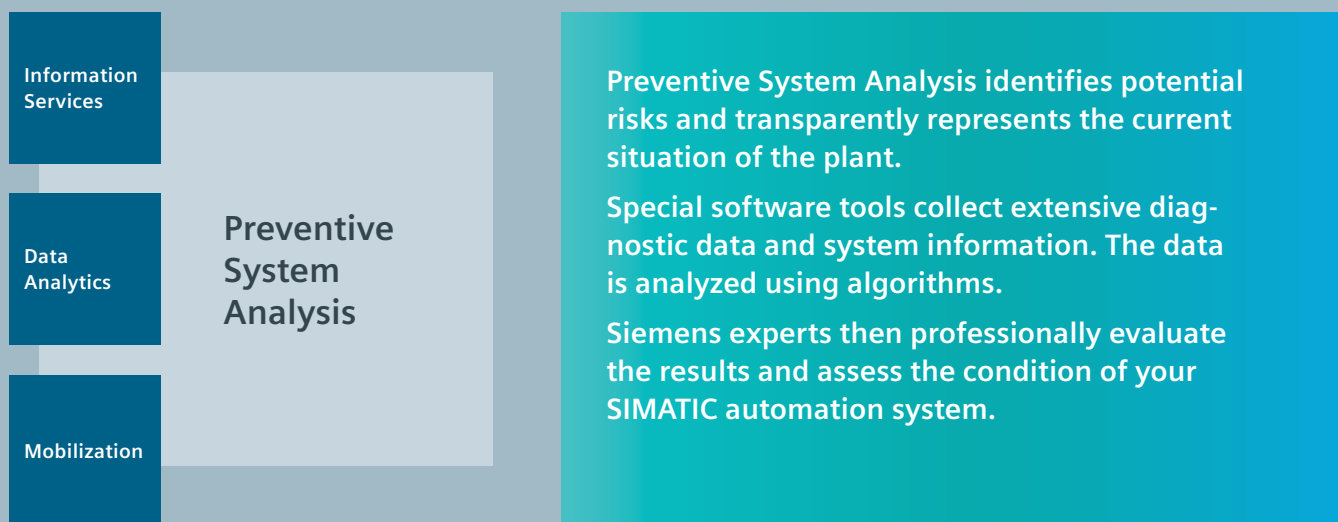 Information
Services
Data
Analytics
Mobilization
Preventive
System
Analysis
Preventive System Analysis identifies potential
risks and transparently represents the current
situation of the plant.
Special software tools collect extensive diag-
nostic data and system information. The data
is analyzed using algorithms.
Siemens experts then professionally evaluate
the results and assess the condition of your
SIMATIC automation system.